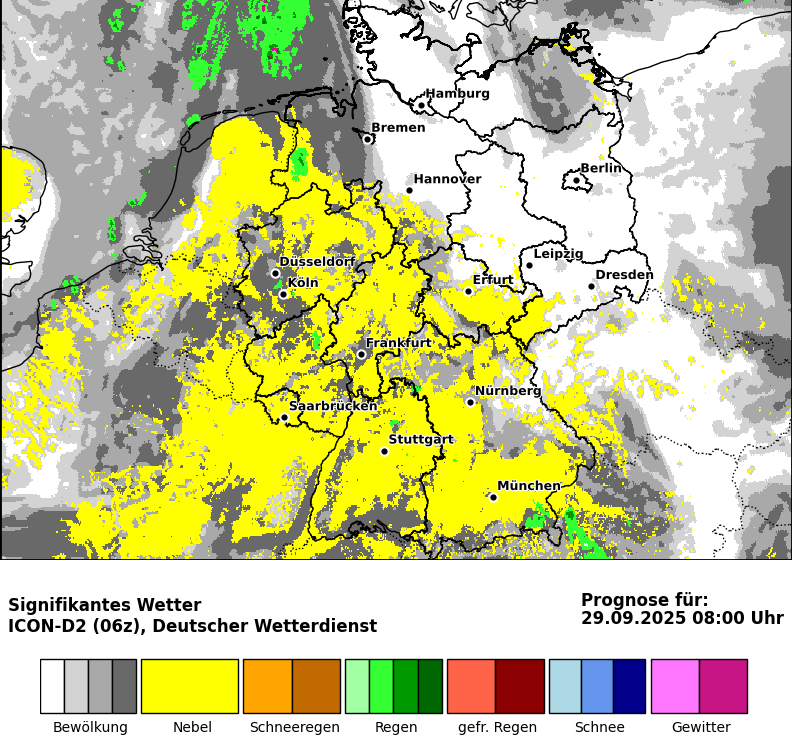 Hamburg
Bremen
Berlin
Hannover
Leipzig
Düsseldorf
Dresden
Köln
Erfurt
Frankfurt
Nürnberg
Saarbrücken
Stuttgart
München
Signifikantes Wetter
ICON-D2 (06z), Deutscher Wetterdienst
Prognose für:
29.09.2025 08:00 Uhr
Bewölkung Nebel Schneeregen Regen gefr. Regen Schnee Gewitter